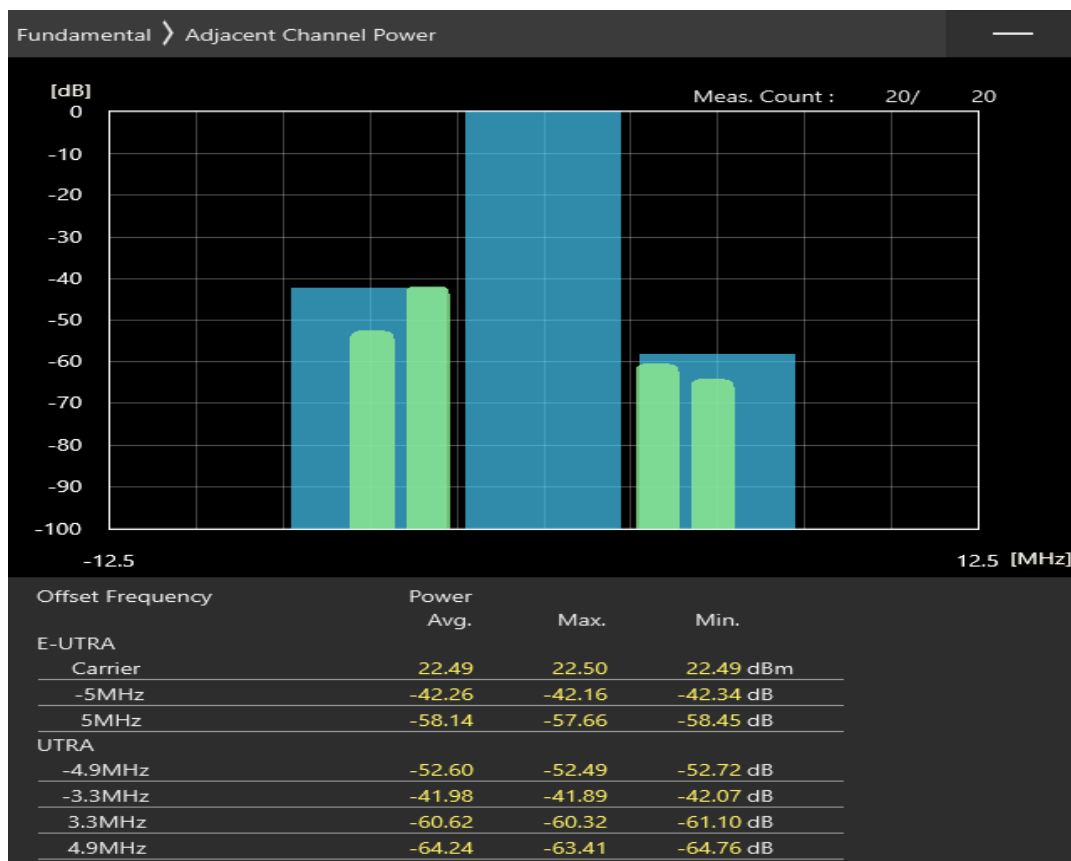 Fundamental ❯ Adjacent Channel Power
[dB]
Meas. Count : 20/ 20
0
-10
-20
-30
-40
-50
-60
-70
-80
-90
-100
-12.5 12.5 [MHz]
Offset Frequency Power
Avg. Max. Min.
E-UTRA
Carrier 22.49 22.50 22.49 dBm
-5MHz -42.26 -42.16 -42.34 dB
5MHz -58.14 -57.66 -58.45 dB
UTRA
-4.9MHz -52.60 -52.49 -52.72 dB
-3.3MHz -41.98 -41.89 -42.07 dB
3.3MHz -60.62 -60.32 -61.10 dB
4.9MHz -64.24 -63.41 -64.76 dB